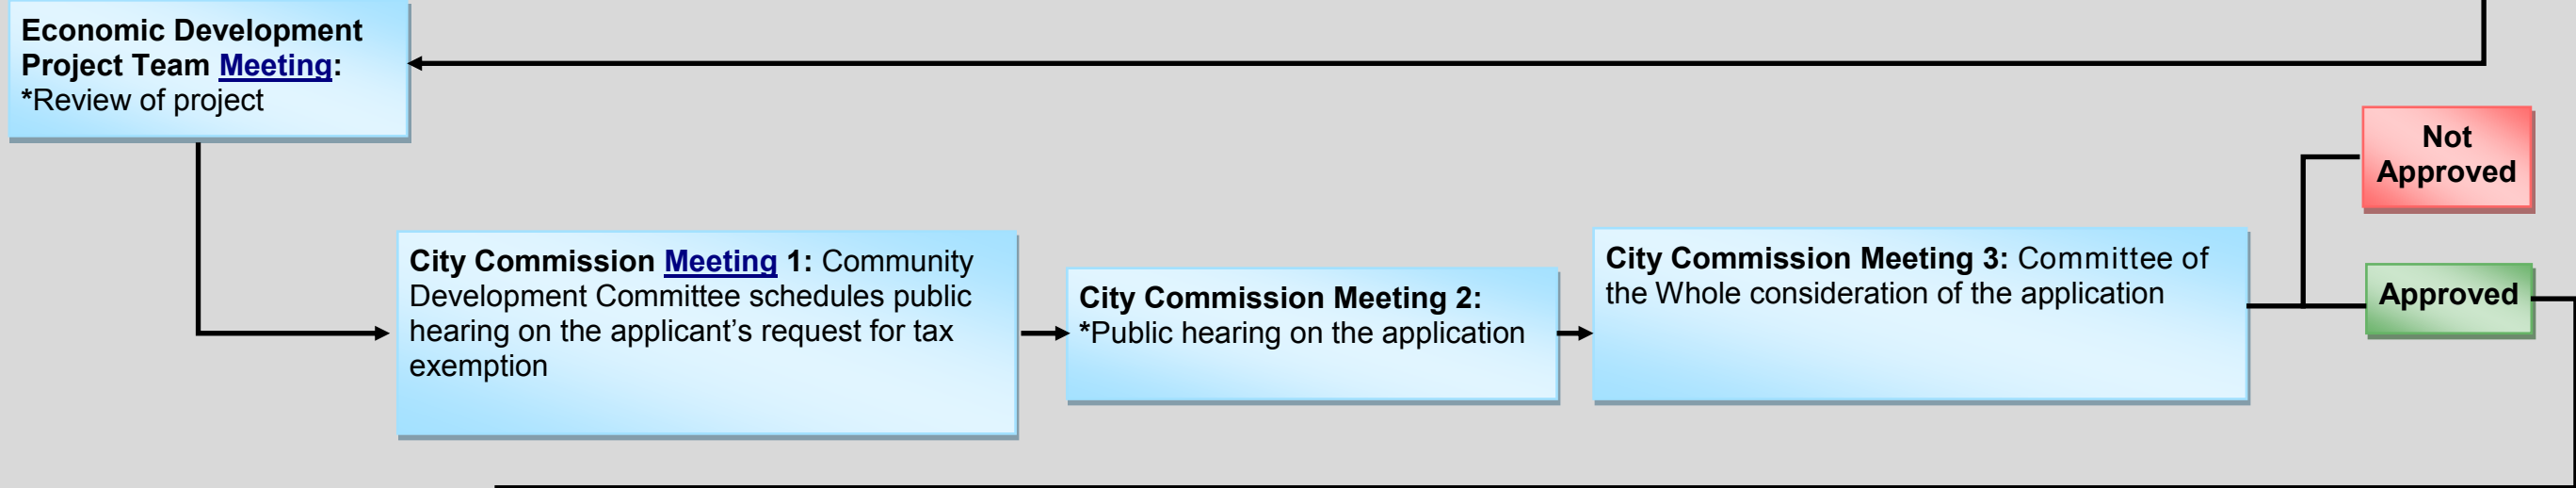 Economic Development
Project Team Meeting:
*Review of project
Not
Approved
City Commission Meeting 1: Community
Development Committee schedules public
hearing on the applicant’s request for tax
exemption
City Commission Meeting 2:
*Public hearing on the application
City Commission Meeting 3: Committee of
the Whole consideration of the application
Approved